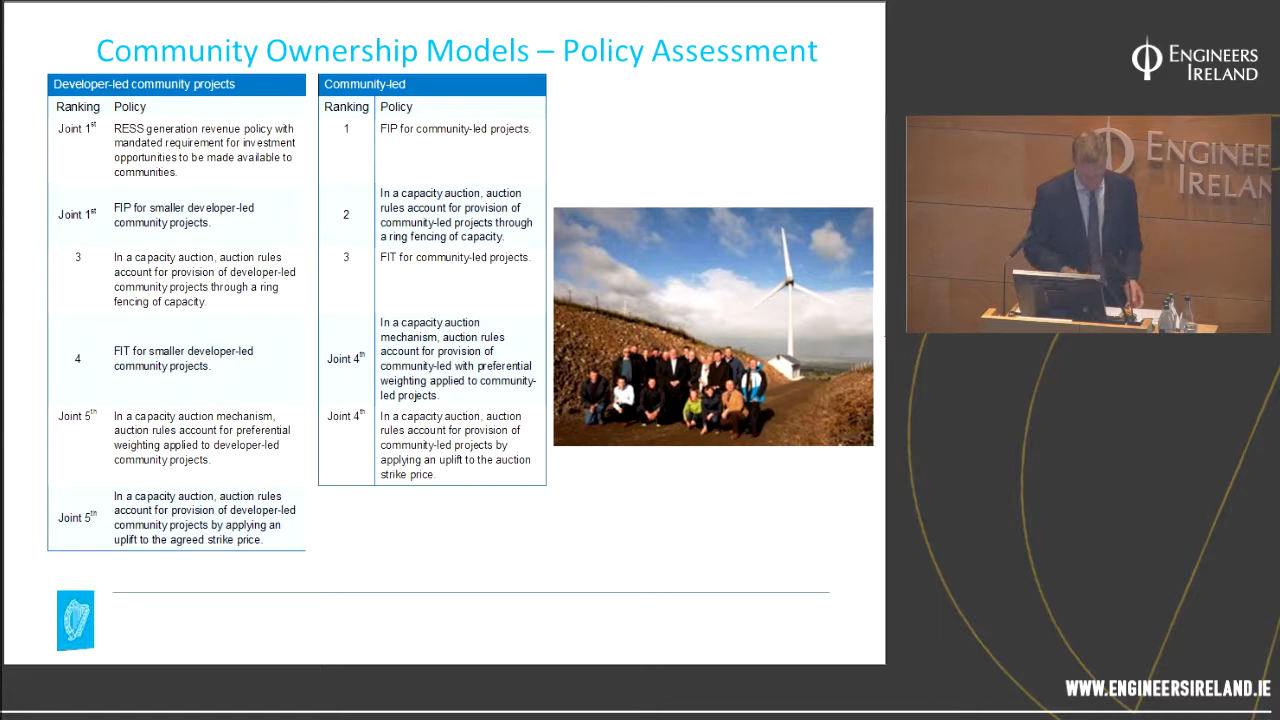 Community Ownership Models – Policy Assessment
Developer-led community projects
Ranking Policy
Joint 1st RESS generation revenue policy with
mandated requirement for investment
opportunities to be made available to
communities.
Joint 1st FIP for smaller developer-led
community projects.
3 In a capacity auction, auction rules
account for provision of developer-led
community projects through a ring
fencing of capacity.
4 FIT for smaller developer-led
community projects.
Joint 5th In a capacity auction mechanism,
auction rules account for preferential
weighting applied to developer-led
community projects.
Joint 5th In a capacity auction, auction rules
account for provision of developer-led
community projects by applying an
uplift to the agreed strike price.
Community-led
Ranking Policy
1 FIP for community-led projects.
2 In a capacity auction, auction
rules account for provision of
community-led projects through
a ring fencing of capacity.
3 FIT for community-led projects.
Joint 4th In a capacity auction
mechanism, auction rules
account for provision of
community-led with preferential
weighting applied to community-
led projects.
Joint 4th In a capacity auction, auction
rules account for provision of
community-led projects by
applying an uplift to the auction
strike price.
ENGINEERS
IRELAND
ENGINEE
IRELAN
WWW.ENGINEERSIRELAND.IE